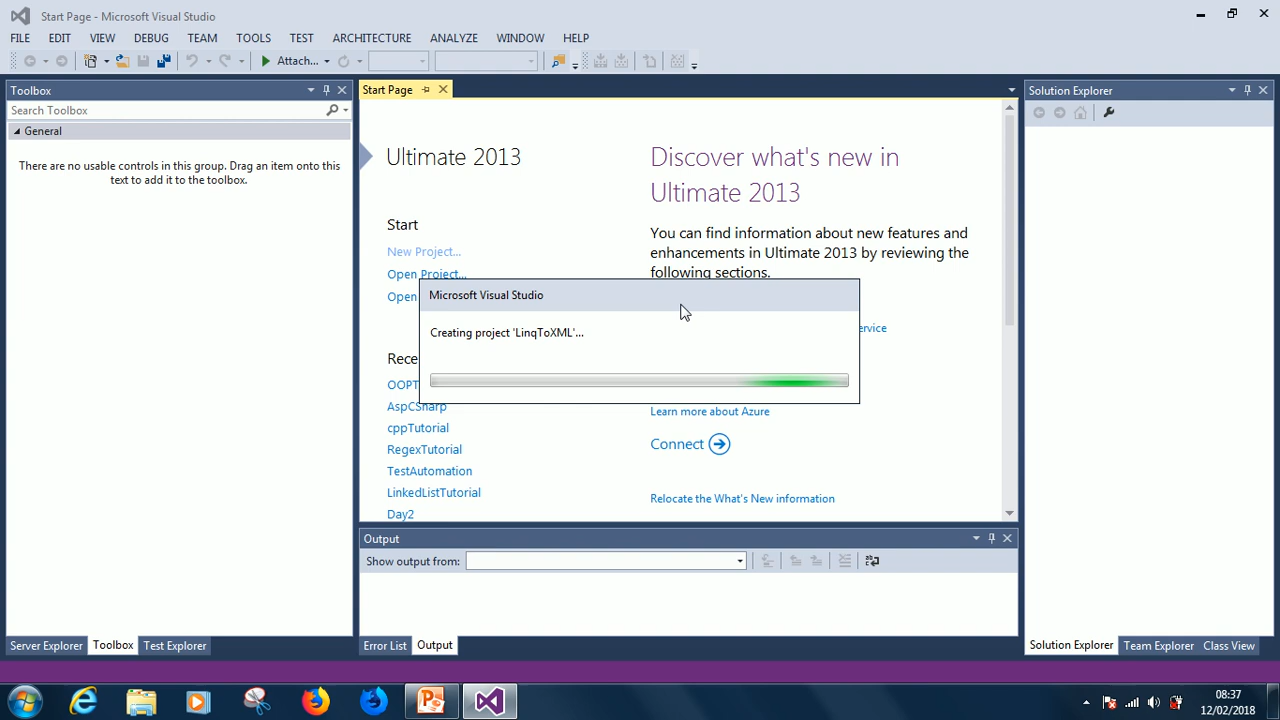 Start Page - Microsoft Visual Studio
FILE EDIT VIEW DEBUG TEAM TOOLS TEST ARCHITECTURE ANALYZE WINDOW HELP
Attach...
Toolbox
Search Toolbox
General
There are no usable controls in this group. Drag an item onto this
text to add it to the toolbox.
Server Explorer Toolbox Test Explorer
Start Page
Ultimate 2013
Start
New Project...
Open Project...
Open
Rece
OOPT
AspCSharp
cppTutorial
RegexTutorial
TestAutomation
LinkedListTutorial
Day2
Discover what's new in
Ultimate 2013
You can find information about new features and
enhancements in Ultimate 2013 by reviewing the
following sections.
ervice
Learn more about Azure
Connect
Relocate the What's New information
Microsoft Visual Studio
Creating project 'LinqToXML'...
Output
Show output from:
Error List Output
Solution Explorer
Solution Explorer Team Explorer Class View
08:37
12/02/2018